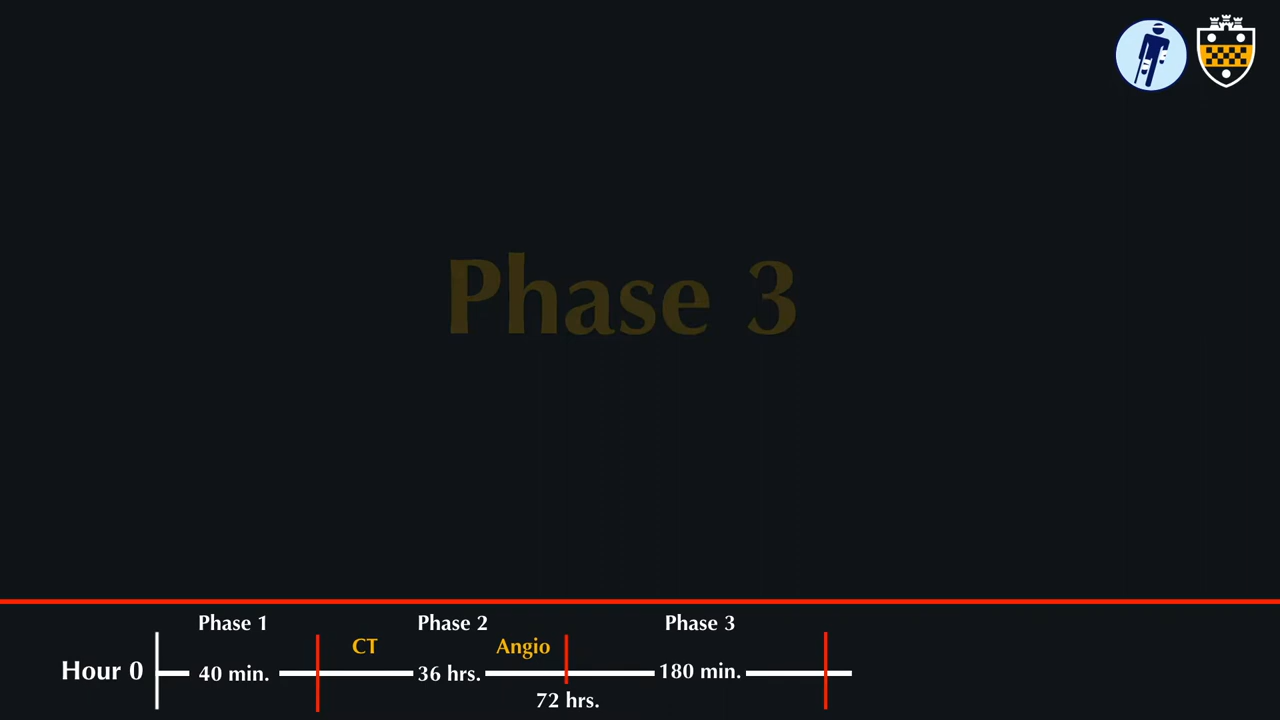 Phase 3
Phase 1
Phase 2
Phase 3
CT
Angio
Hour 0
40 min.
36 hrs.
180 min.
72 hrs.